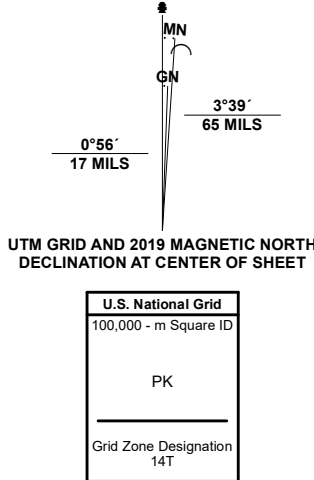 MN
GN
3°39´
65 MILS
0°56´
17 MILS
UTM GRID AND 2019 MAGNETIC NORTH
DECLINATION AT CENTER OF SHEET
U.S. National Grid
100,000 - m Square ID
PK
Grid Zone Designation
14T